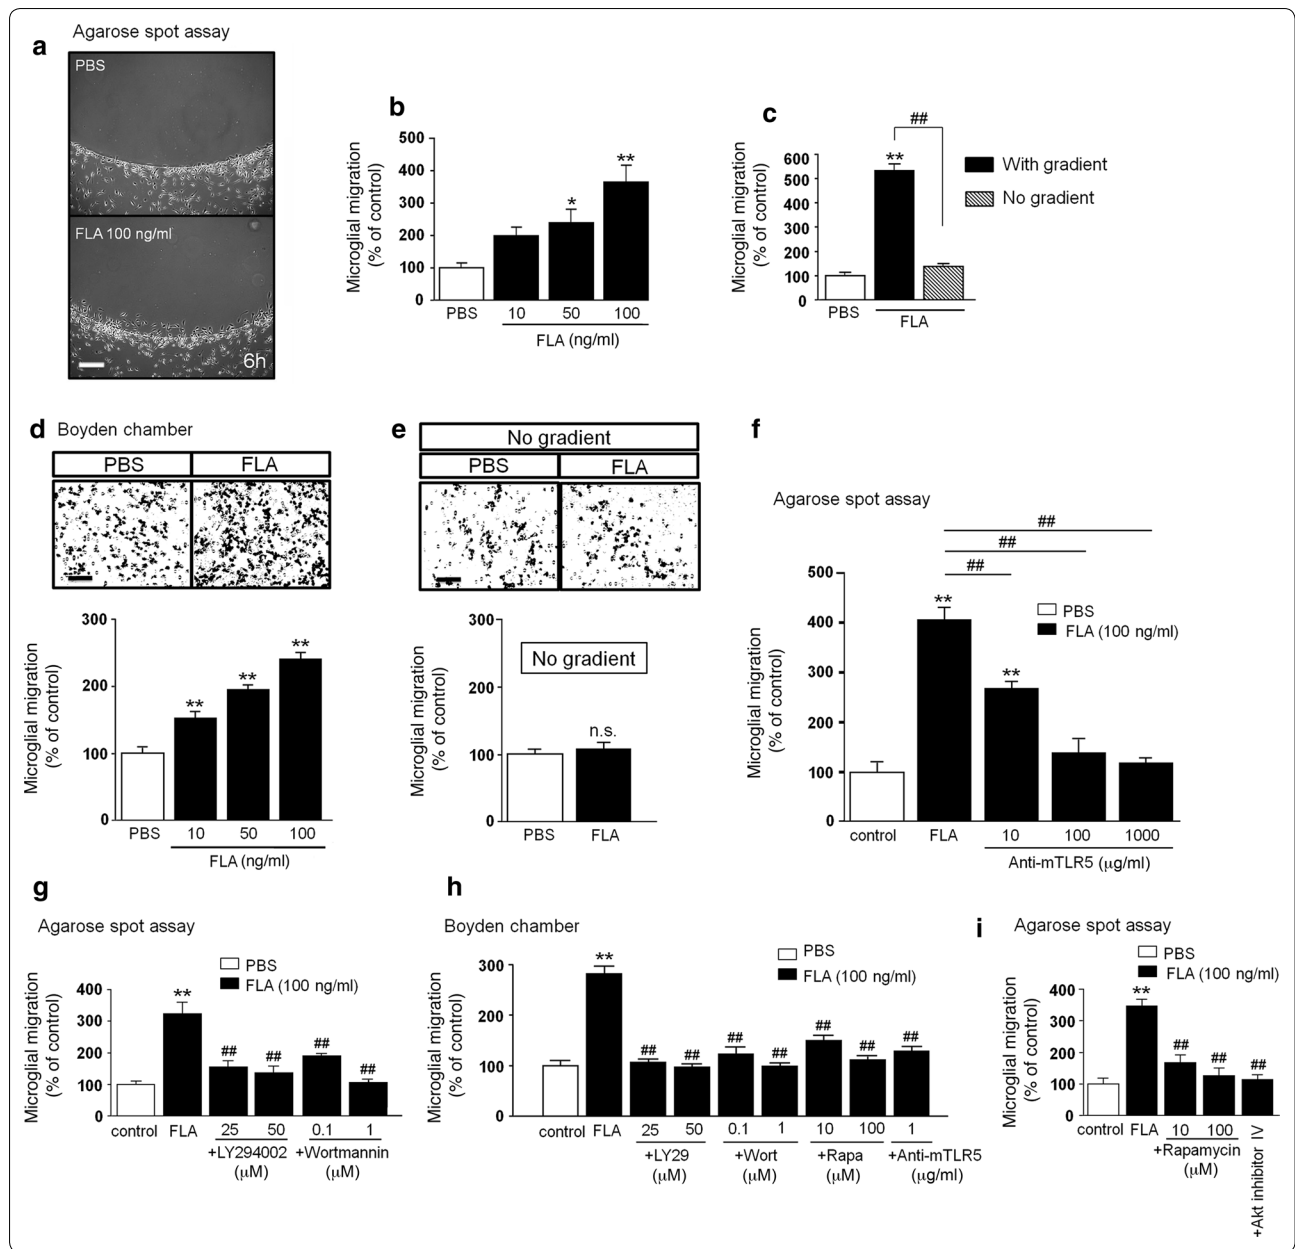 a
Agarose spot assay
PBS
FLA 100 ng/ml
6h
b
Microglial migration
(% of control)
500
400
300
200
100
0
*
**
PBS
10
50
100
FLA (ng/ml)
c
Microglial migration
(% of control)
600
500
400
300
200
100
0
**
##
PBS
FLA
With gradient
No gradient
d
Boyden chamber
PBS
FLA
Microglial migration
(% of control)
300
200
100
0
**
**
**
PBS
10
50
100
FLA (ng/ml)
e
No gradient
PBS
FLA
Microglial migration
(% of control)
300
200
100
0
No gradient
n.s.
PBS
FLA
f
Agarose spot assay
##
##
##
Microglial migration
(% of control)
500
400
300
200
100
0
**
**
PBS
FLA (100 ng/ml)
control
FLA
10
100
1000
Anti-mTLR5 (μg/ml)
g
Agarose spot assay
PBS
FLA (100 ng/ml)
Microglial migration
(% of control)
400
300
200
100
0
**
##
##
##
##
control
FLA
25
50
0.1
1
+LY294002
(μM)
+Wortmannin
(μM)
h
Boyden chamber
PBS
FLA (100 ng/ml)
Microglial migration
(% of control)
300
200
100
0
**
##
##
##
##
##
##
##
control
FLA
25
50
0.1
1
10
100
1
+LY29
(μM)
+Wort
(μM)
+Rapa
(μM)
+Anti-mTLR5
(μg/ml)
i
Agarose spot assay
PBS
FLA (100 ng/ml)
Microglial migration
(% of control)
400
300
200
100
0
**
##
##
##
control
FLA
10
100
+Rapamycin
(μM)
+Akt inhibitor IV